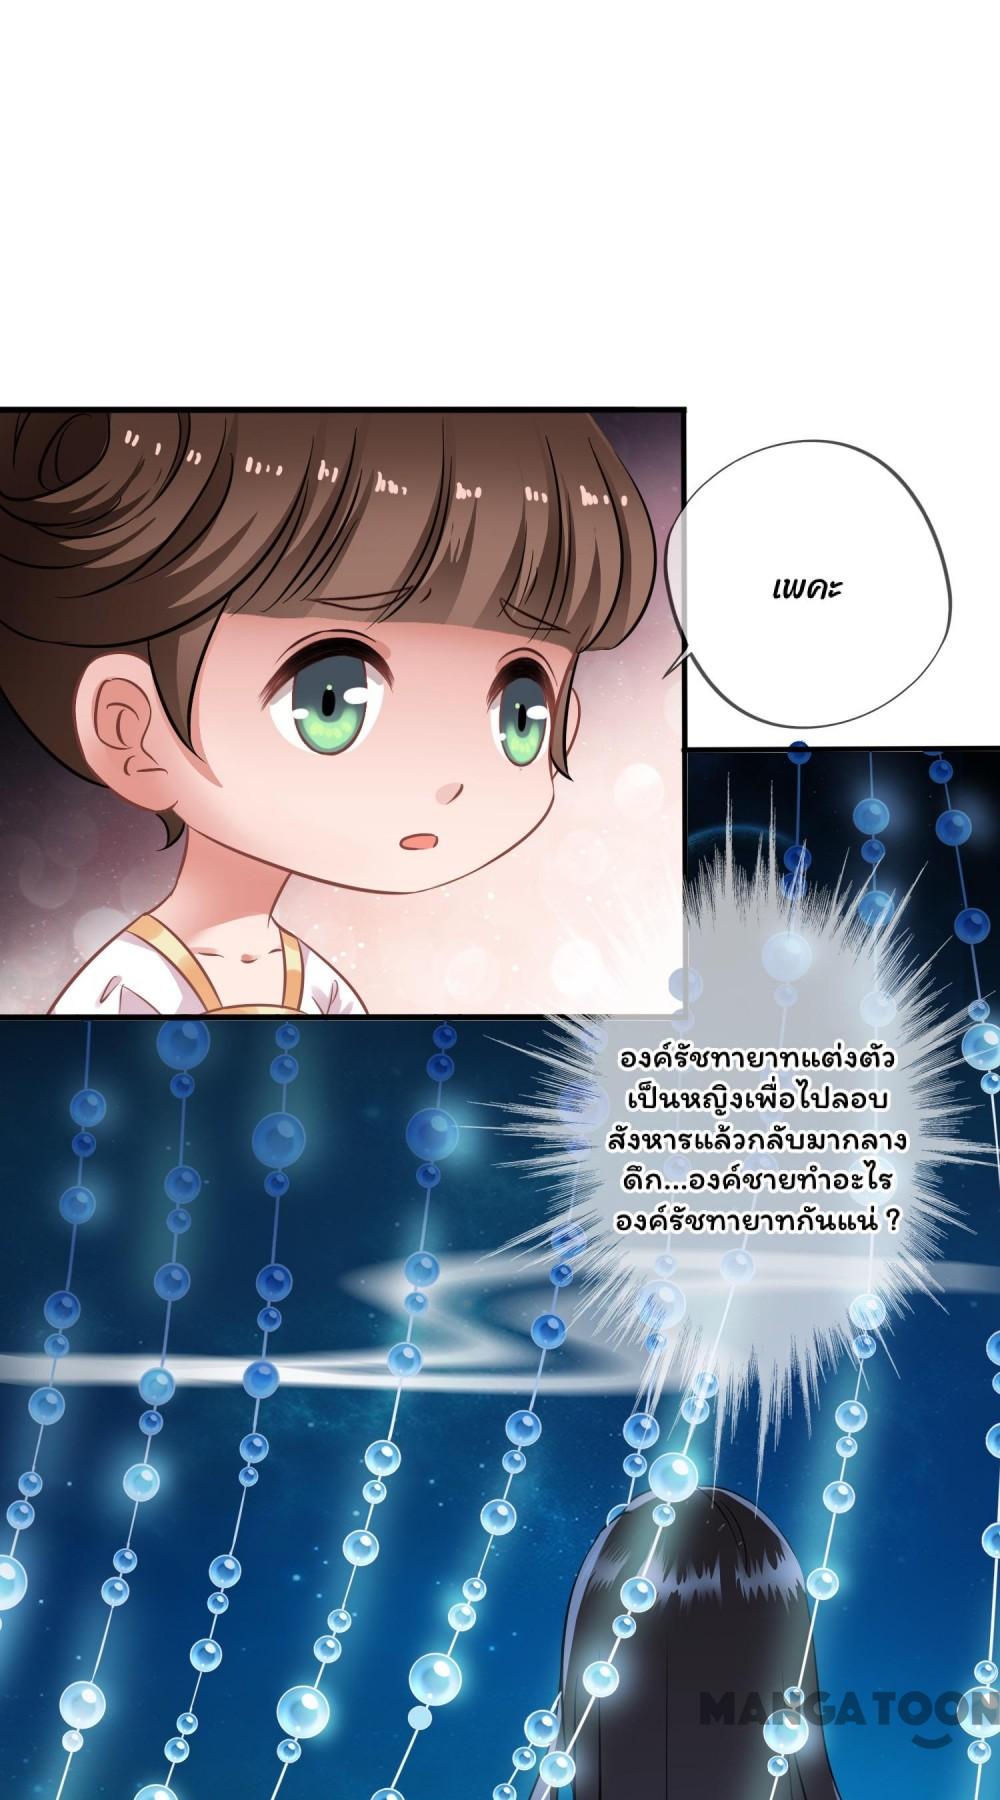 เพคะ
องค์รัชทายาทแต่งตัว
เป็นหญิงเพื่อไปลอบ
สังหารแล้วกลับมากลาง
ดึก...องค์ชายทำอะไร
องค์รัชทายาทกันแน่ ?
MANGATOON